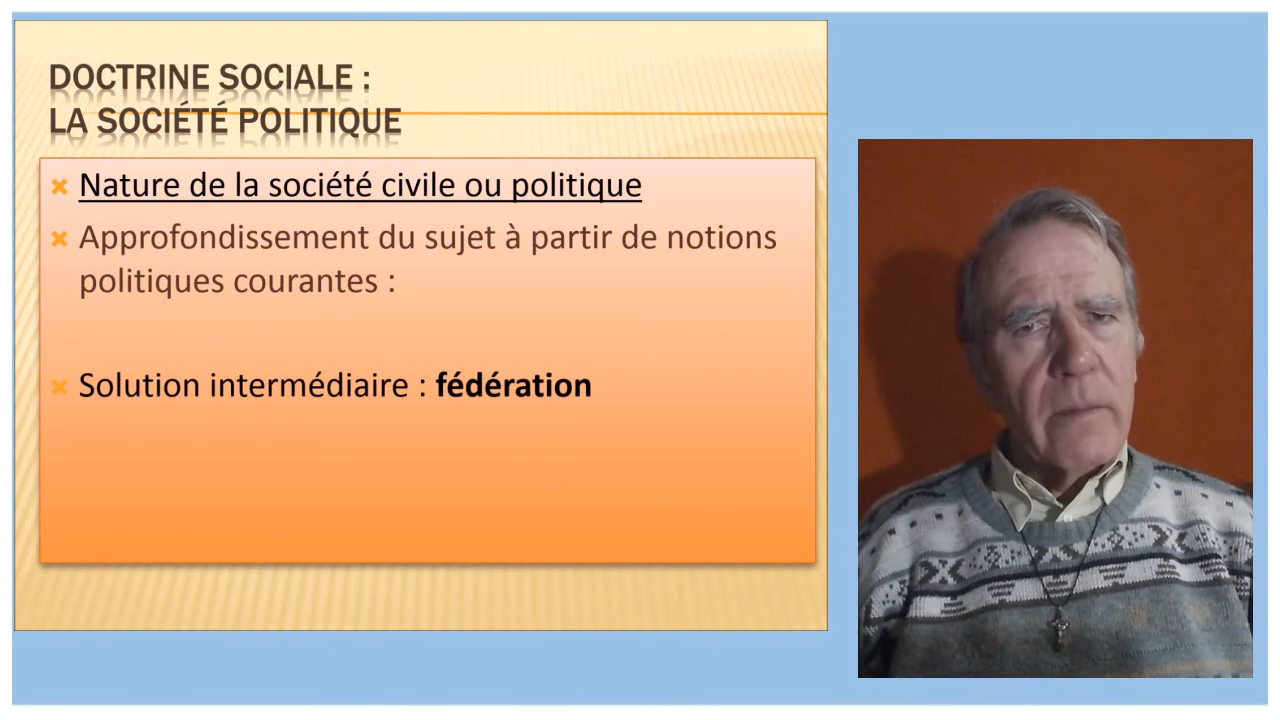 DOCTRINE SOCIALE :
LA SOCIÉTÉ POLITIQUE
Nature de la société civile ou politique
Approfondissement du sujet à partir de notions
politiques courantes :
Solution intermédiaire : fédération